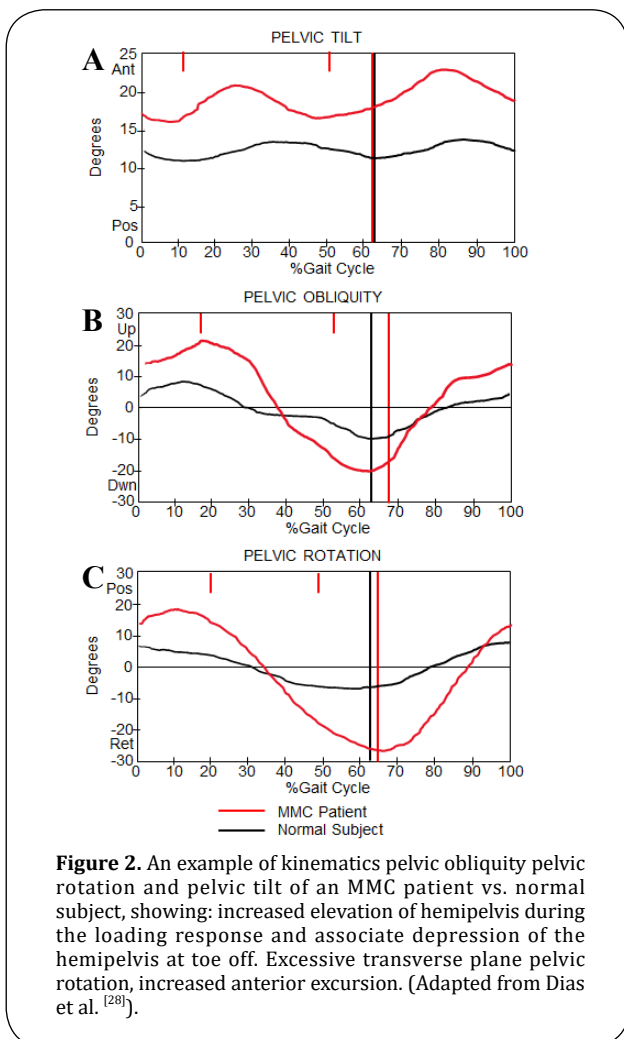 PELVIC TILT
A
25
Ant
20
15
10
5
Pos
0
Degrees
0 10 20 30 40 50 60 70 80 90 100
%Gait Cycle
PELVIC OBLIQUITY
B
30
Up
20
10
0
-10
-20
Dwn
-30
Degrees
0 10 20 30 40 50 60 70 80 90 100
%Gait Cycle
PELVIC ROTATION
C
30
Pos
20
10
0
-10
-20
Ret
-30
Degrees
0 10 20 30 40 50 60 70 80 90 100
%Gait Cycle
MMC Patient
Normal Subject
Figure 2. An example of kinematics pelvic obliquity pelvic
rotation and pelvic tilt of an MMC patient vs. normal
subject, showing: increased elevation of hemipelvis during
the loading response and associate depression of the
hemipelvis at toe off. Excessive transverse plane pelvic
rotation, increased anterior excursion. (Adapted from Dias
et al. [28]).